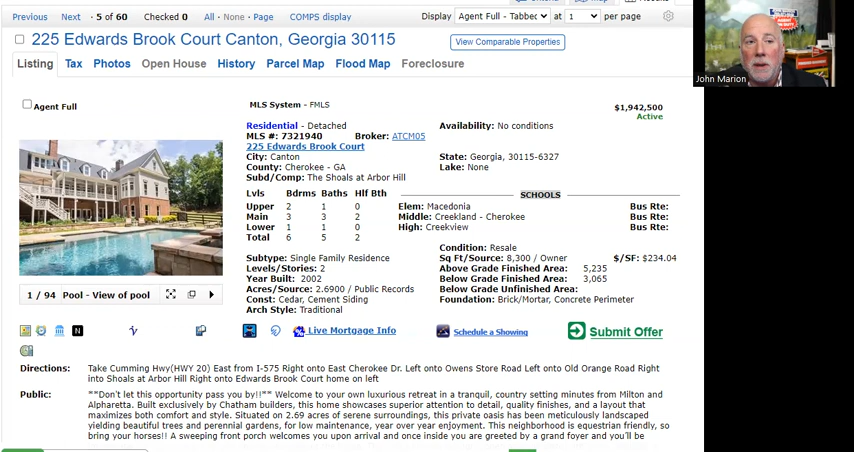 Previous Next · 5 of 60 Checked 0 All · None · Page COMPS display Display Agent Full - Tabbec at 1 per page
225 Edwards Brook Court Canton, Georgia 30115 View Comparable Properties
Listing Tax Photos Open House History Parcel Map Flood Map Foreclosure
John Marion
Agent Full MLS System - FMLS $1,942,500
Active
Residential - Detached Availability: No conditions
MLS #: 7321940 Broker: ATCM05
225 Edwards Brook Court
City: Canton State: Georgia, 30115-6327
County: Cherokee - GA Lake: None
Subd/Comp: The Shoals at Arbor Hill
Lvls Bdrms Baths Hlf Bth SCHOOLS
Upper 2 1 0 Elem: Macedonia Bus Rte:
Main 3 3 2 Middle: Creekland - Cherokee Bus Rte:
Lower 1 1 0 High: Creekview Bus Rte:
Total 6 5 2
Condition: Resale
Subtype: Single Family Residence Sq Ft/Source: 8,300 / Owner $/SF: $234.04
Levels/Stories: 2 Above Grade Finished Area: 5,235
Year Built: 2002 Below Grade Finished Area: 3,065
Acres/Source: 2.6900 / Public Records Below Grade Unfinished Area:
Const: Cedar, Cement Siding Foundation: Brick/Mortar, Concrete Perimeter
Arch Style: Traditional
1 / 94 Pool - View of pool
N Live Mortgage Info Schedule a Showing Submit Offer
Directions: Take Cumming Hwy(HWY 20) East from I-575 Right onto East Cherokee Dr. Left onto Owens Store Road Left onto Old Orange Road Right
into Shoals at Arbor Hill Right onto Edwards Brook Court home on left
Public: **Don't let this opportunity pass you by!!** Welcome to your own luxurious retreat in a tranquil, country setting minutes from Milton and
Alpharetta. Built exclusively by Chatham builders, this home showcases superior attention to detail, quality finishes, and a layout that
maximizes both comfort and style. Situated on 2.69 acres of serene surroundings, this private oasis has been meticulously landscaped
yielding beautiful trees and perennial gardens, for low maintenance, year over year enjoyment. This neighborhood is equestrian friendly, so
bring your horses!! A sweeping front porch welcomes you upon arrival and once inside you are greeted by a grand foyer and you'll be